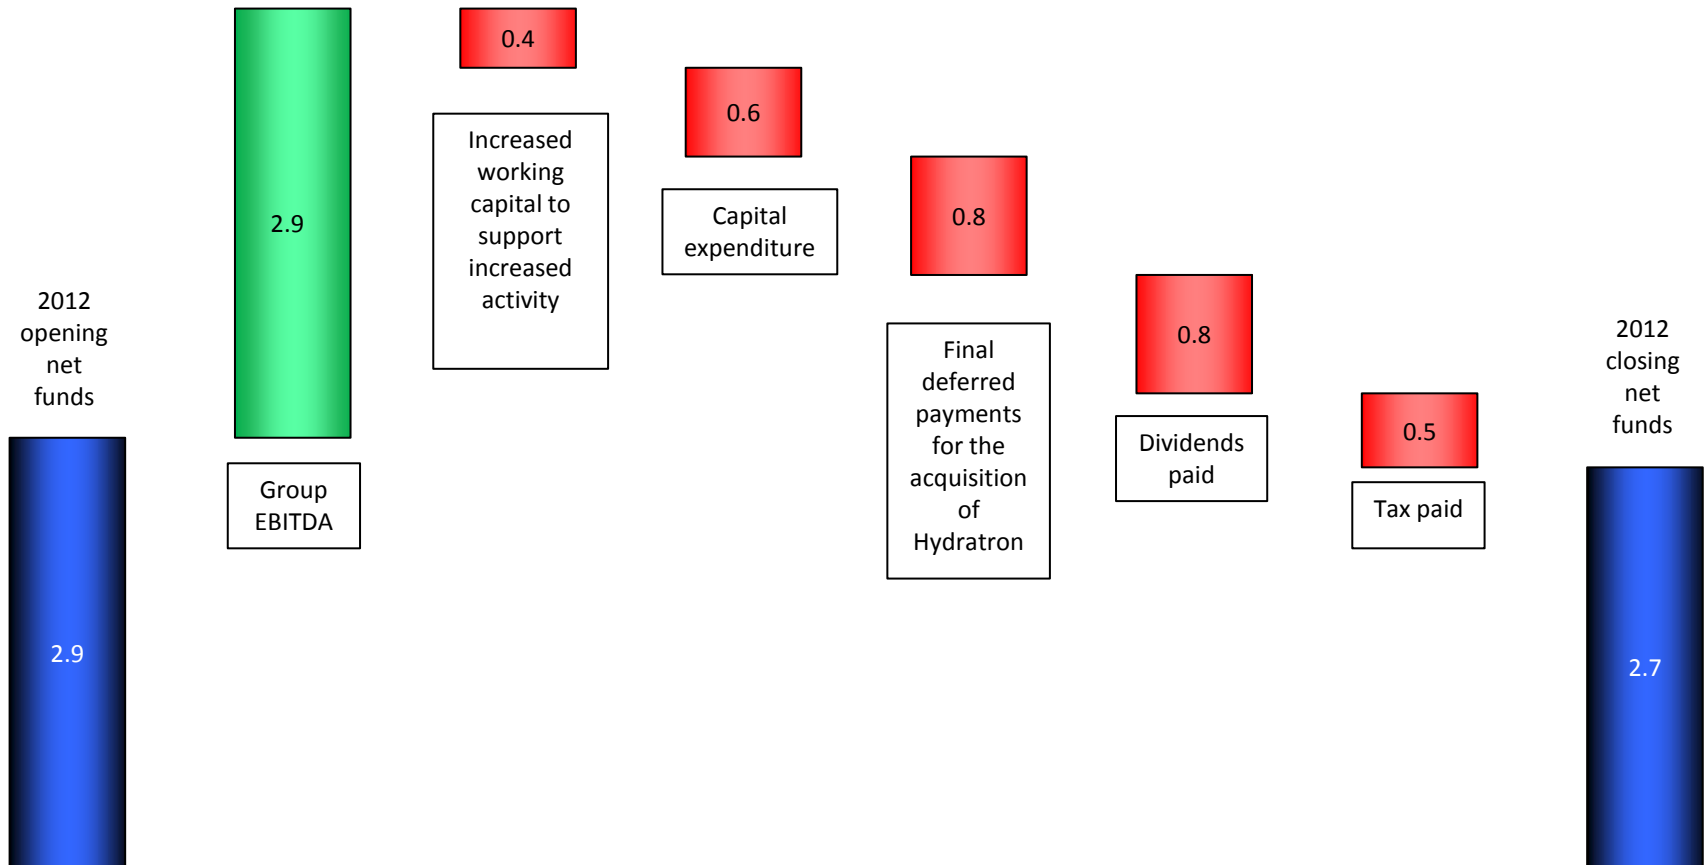 2012
opening
net
funds
2.9
2.9
Group
EBITDA
0.4
Increased
working
capital to
support
increased
activity
0.6
Capital
expenditure
0.8
Final
deferred
payments
for the
acquisition
of
Hydratron
0.8
Dividends
paid
0.5
Tax paid
2012
closing
net
funds
2.7